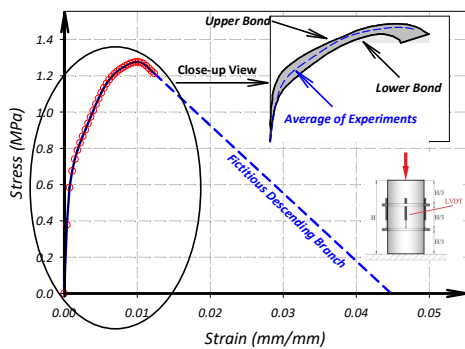 Upper Bond
Close-up View
Lower Bond
Average of Experiments
Fictitious Descending Branch
Stress (MPa)
1.4
1.2
1.0
0.8
0.6
0.4
0.2
0.0
0.00
0.01
0.02
0.03
0.04
0.05
Strain (mm/mm)
H
H/3
LVDT
H/3
H/3